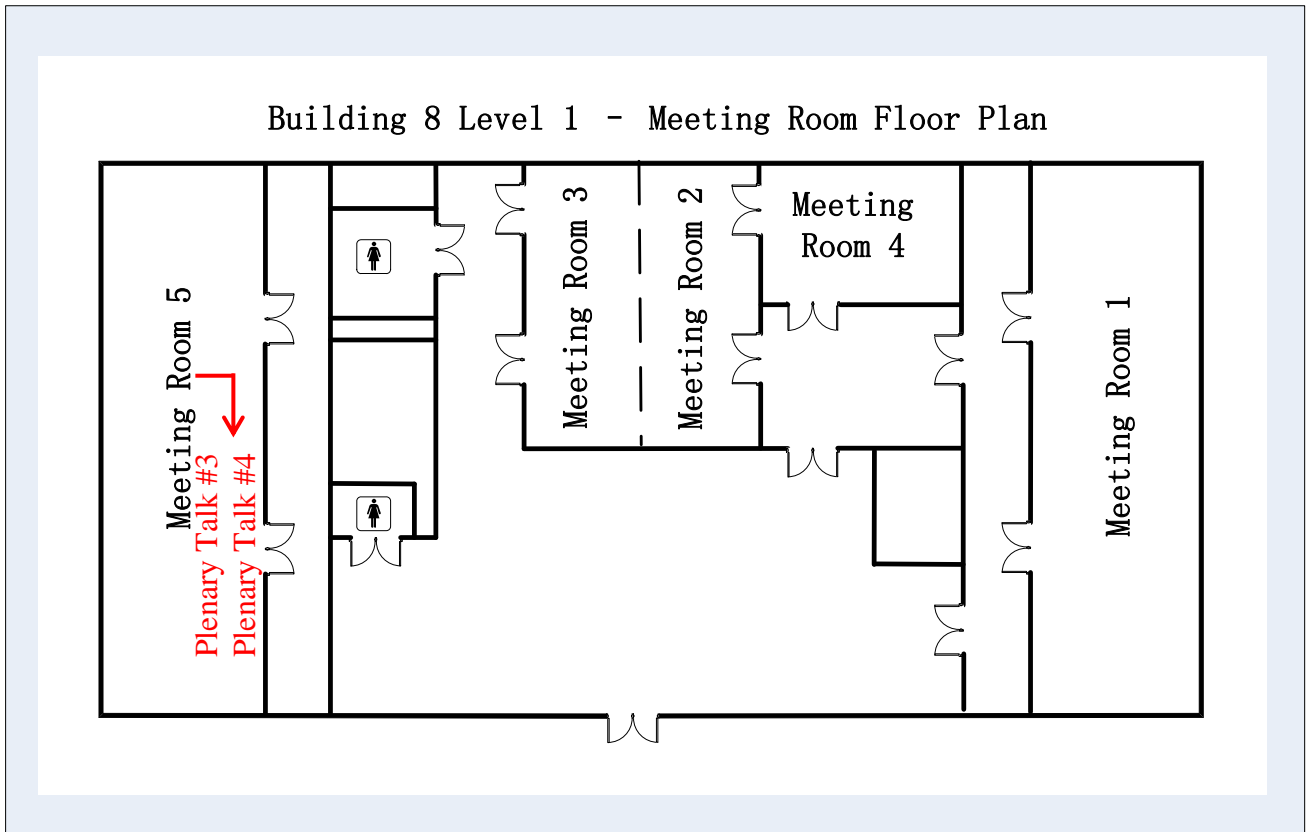 Building 8 Level 1 - Meeting Room Floor Plan
Meeting Room 5
Plenary Talk #3
Plenary Talk #4
Meeting Room 3
Meeting Room 2
Meeting
Room 4
Meeting Room 1